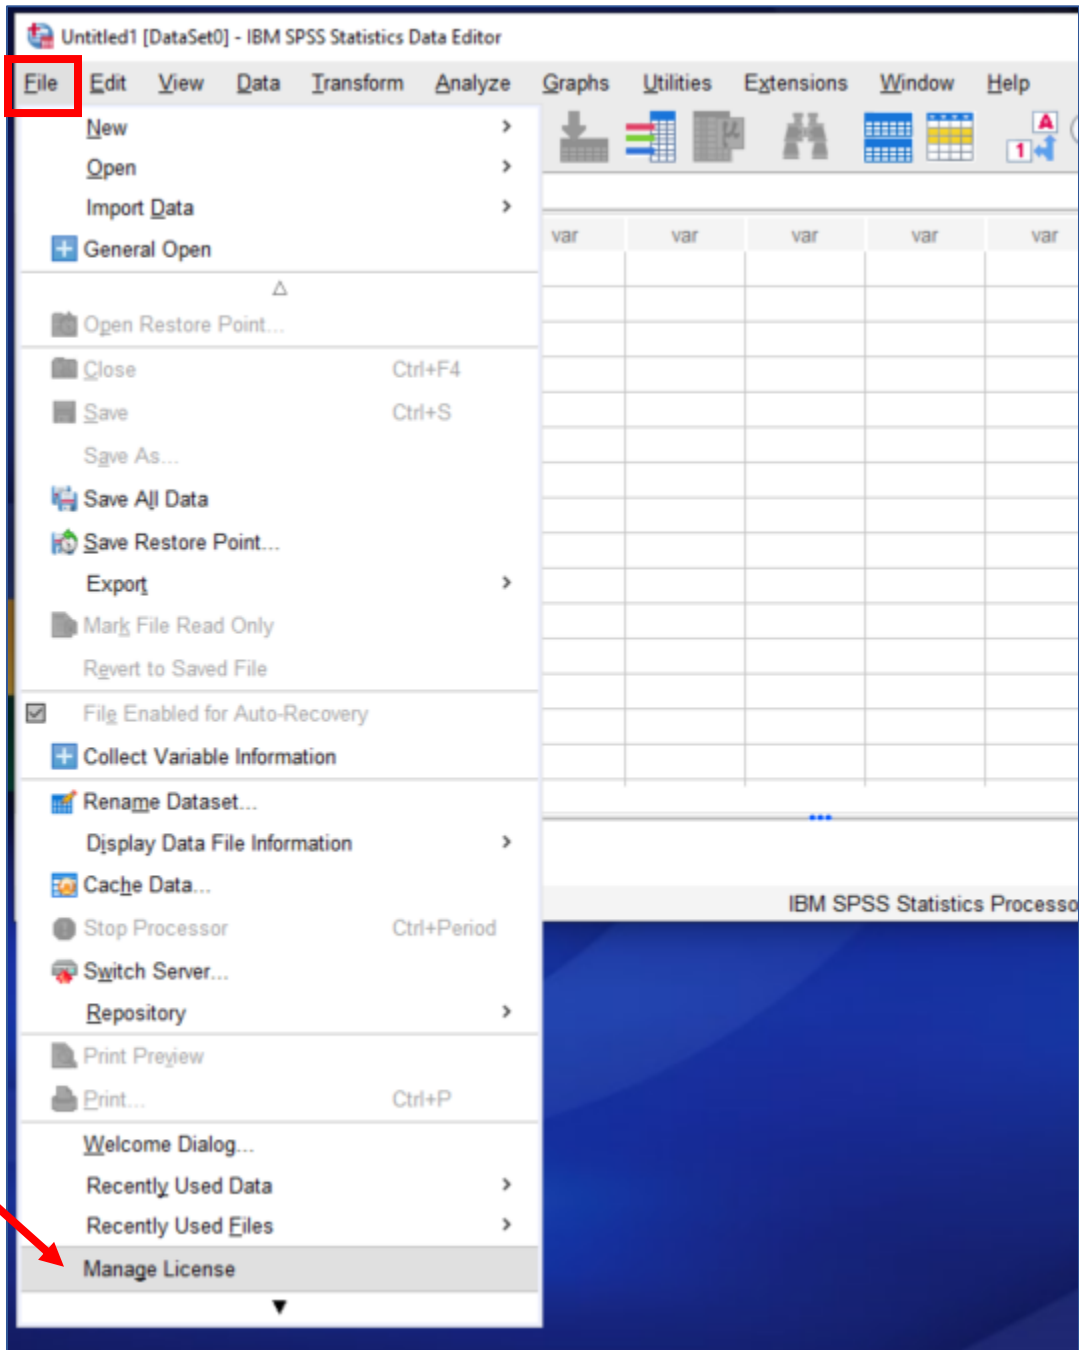 Untitled1 [DataSet0] - IBM SPSS Statistics Data Editor
File Edit View Data Transform Analyze Graphs Utilities Extensions Window Help
New
Open
Import Data
General Open
Open Restore Point...
Close Ctrl+F4
Save Ctrl+S
Save As...
Save All Data
Save Restore Point...
Export
Mark File Read Only
Revert to Saved File
File Enabled for Auto-Recovery
Collect Variable Information
Rename Dataset...
Display Data File Information
Cache Data...
Stop Processor Ctrl+Period
Switch Server...
Repository
Print Preview
Print... Ctrl+P
Welcome Dialog...
Recently Used Data
Recently Used Files
Manage License
A
1
var var var var var
IBM SPSS Statistics Processo